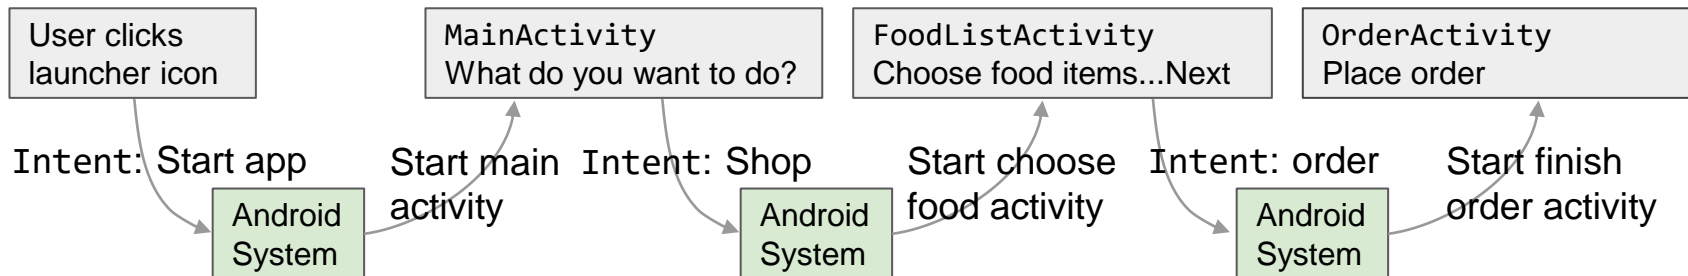 User clicks
launcher icon
MainActivity
What do you want to do?
FoodListActivity
Choose food items...Next
OrderActivity
Place order
Intent: Start app
Start main
activity
Intent: Shop
Start choose
food activity
Intent: order
Start finish
order activity
Android
System
Android
System
Android
System